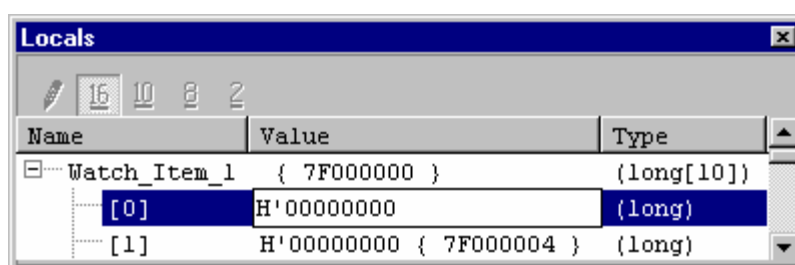 Locals
16 10 8 2
Name Value Type
Watch_Item_1 { 7F000000 } (long[10])
[0] H'00000000 (long)
[1] H'00000000 { 7F000004 } (long)